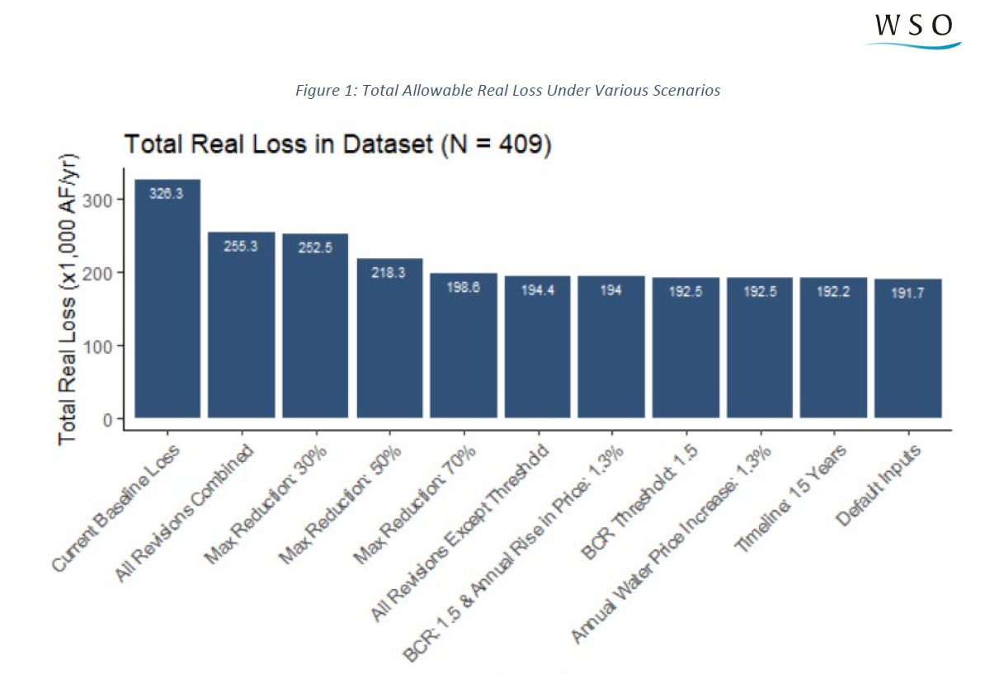 WSO
Figure 1: Total Allowable Real Loss Under Various Scenarios
Total Real Loss in Dataset (N = 409)
Total Real Loss (x1,000 AF/yr)
300
200
100
0
326.3
255.3
252.5
218.3
198.6
194.4
194
192.5
192.5
192.2
191.7
Current Baseline Loss
All Revisions Combined
Max Reduction: 30%
Max Reduction: 50%
Max Reduction: 70%
All Revisions Except Threshold
BCR: 1.5 & Annual Rise in Price: 1.3%
BCR Threshold: 1.5
Annual Water Price Increase: 1.3%
Timeline: 15 Years
Default Inputs